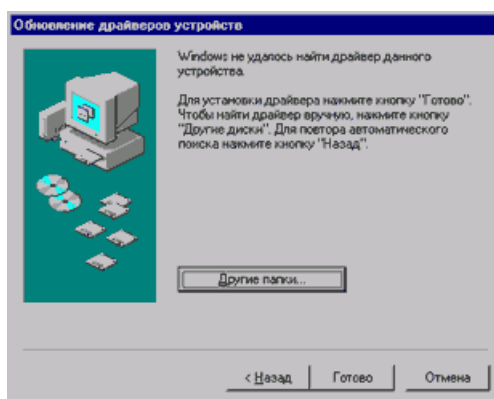 Обновление драйверов устройств
Windows не удалось найти драйвер данного
устройства.
Для установки драйвера нажмите кнопку "Готово".
Чтобы найти драйвер вручную, нажмите кнопку
"Другие диски". Для повтора автоматического
поиска нажмите кнопку "Назад".
Другие папки...
< Назад
Готово
Отмена